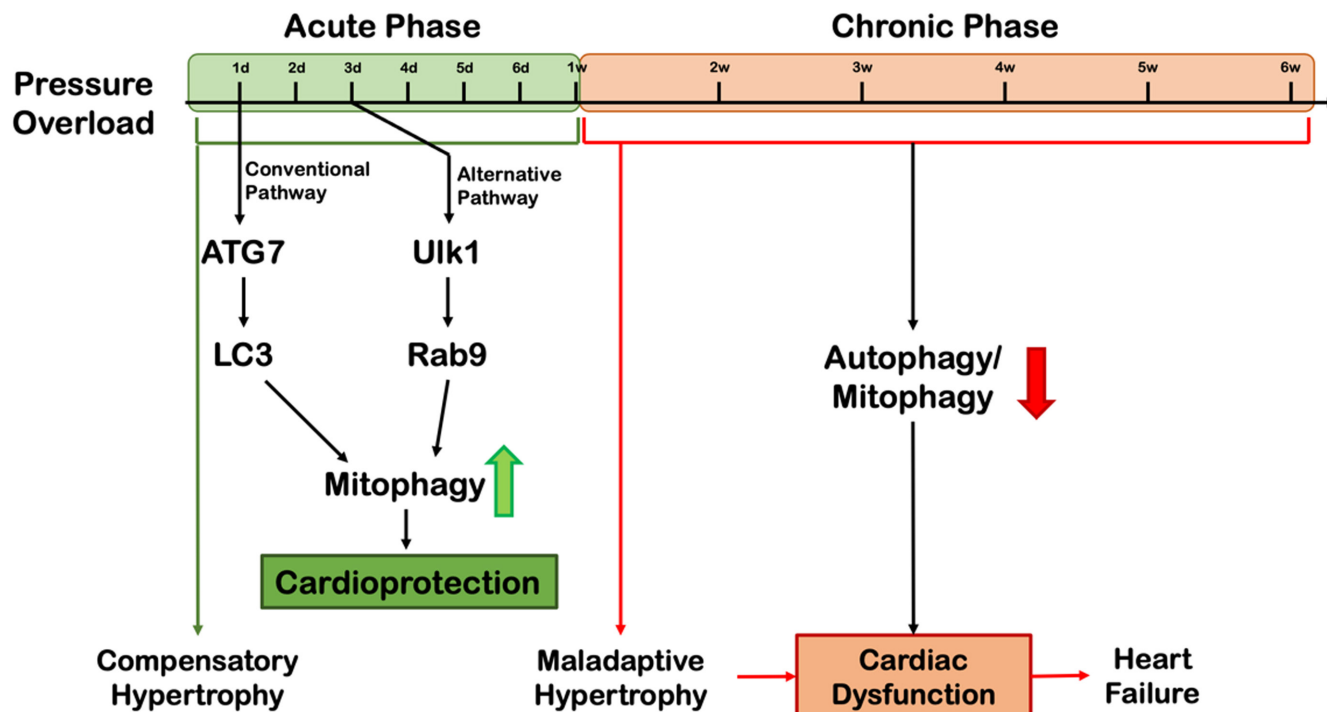 Acute Phase
Chronic Phase
Pressure
Overload
1d 2d 3d 4d 5d 6d 1w 2w 3w 4w 5w 6w
Conventional
Pathway
Alternative
Pathway
ATG7
Ulk1
LC3
Rab9
Autophagy/
Mitophagy
Mitophagy
Cardioprotection
Compensatory
Hypertrophy
Maladaptive
Hypertrophy
Cardiac
Dysfunction
Heart
Failure